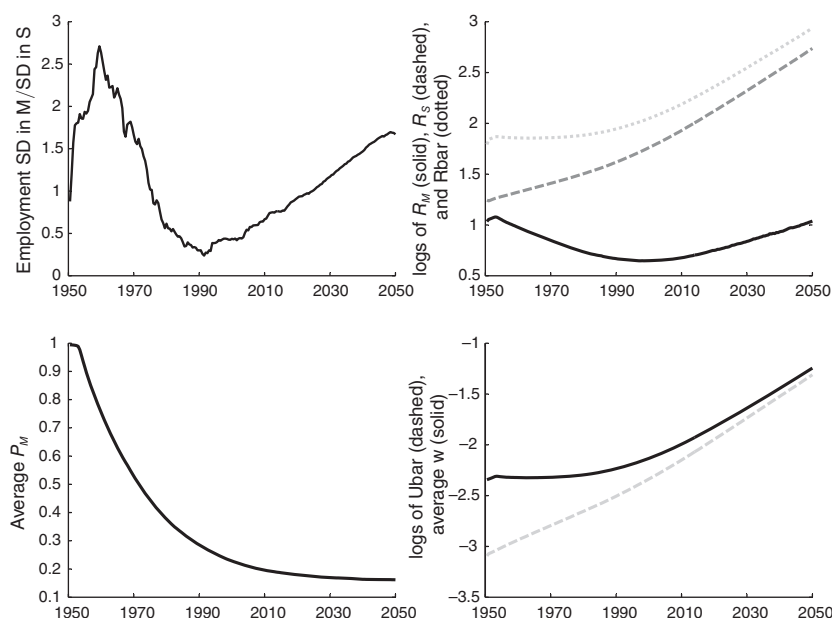 Employment SD in M/SD in S
3
2.5
2
1.5
1
0.5
0
1950 1970 1990 2010 2030 2050
logs of R_M (solid), R_S (dashed),
and Rbar (dotted)
3
2.5
2
1.5
1
0.5
1950 1970 1990 2010 2030 2050
Average P_M
1
0.9
0.8
0.7
0.6
0.5
0.4
0.3
0.2
0.1
1950 1970 1990 2010 2030 2050
logs of Ubar (dashed),
average w (solid)
−1
−1.5
−2
−2.5
−3
−3.5
1950 1970 1990 2010 2030 2050